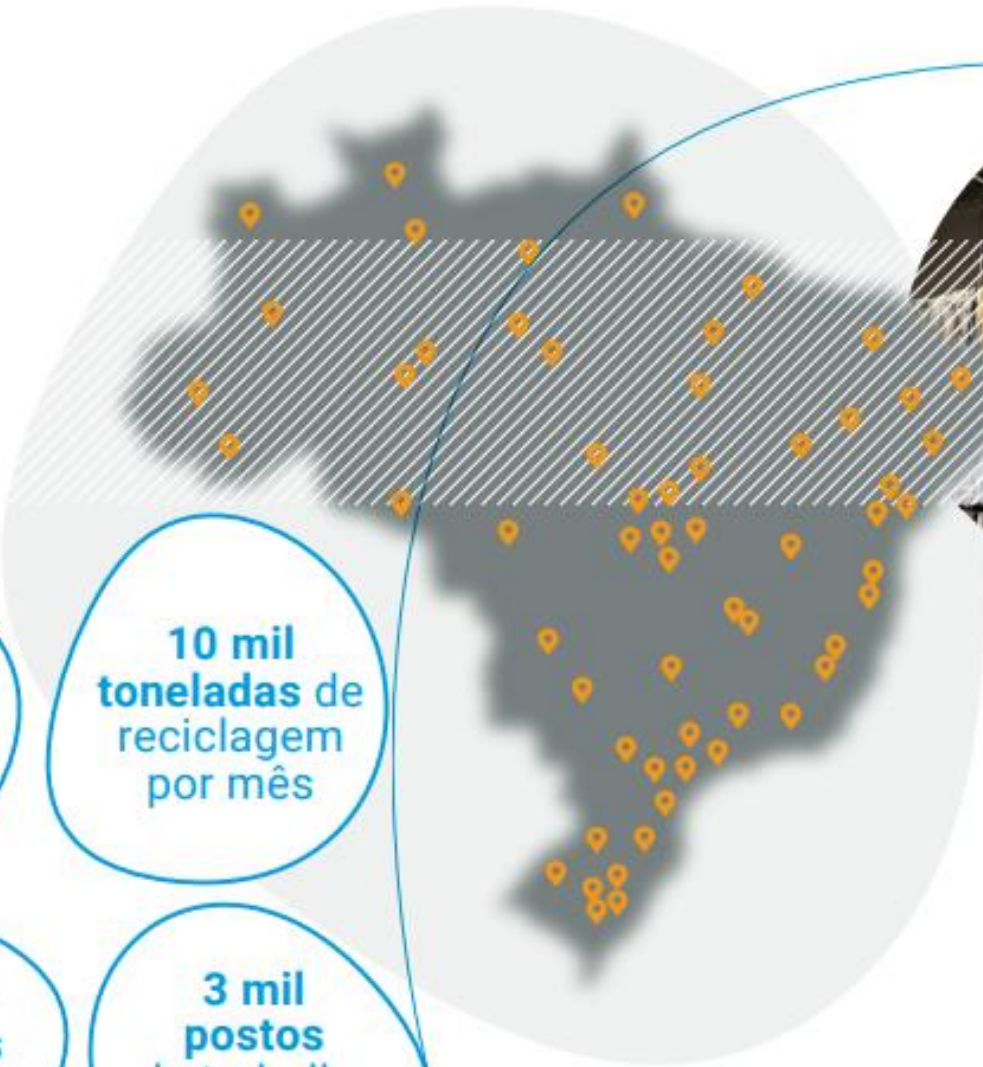 10 mil
toneladas de
reciclagem
por mês
3 mil
postos